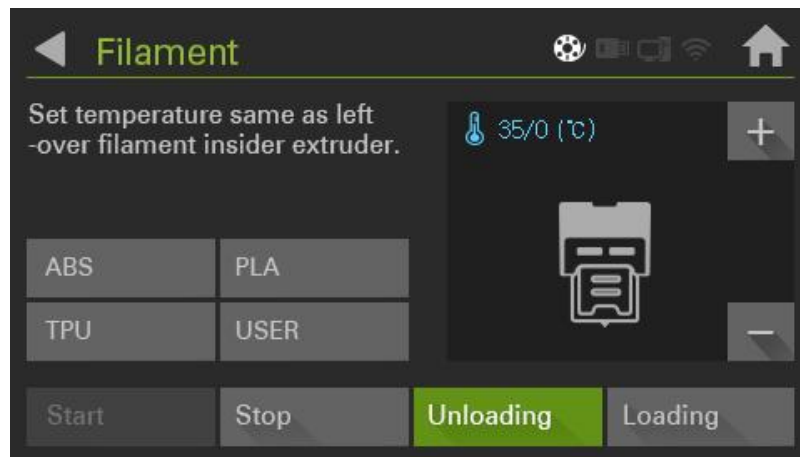 Filament
Set temperature same as left
-over filament insider extruder.
35/0 (℃)
+
ABS
PLA
TPU
USER
−
Start
Stop
Unloading
Loading